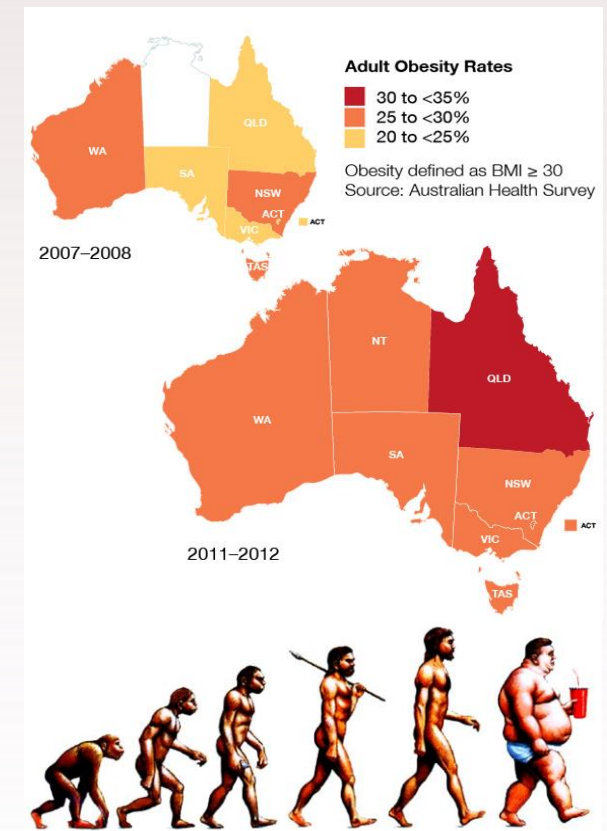 Adult Obesity Rates
30 to <35%
25 to <30%
20 to <25%
Obesity defined as BMI ≥ 30
Source: Australian Health Survey
WA
QLD
SA
NSW
ACT
VIC
ACT
TAS
2007–2008
NT
QLD
WA
SA
NSW
ACT
ACT
VIC
TAS
2011–2012